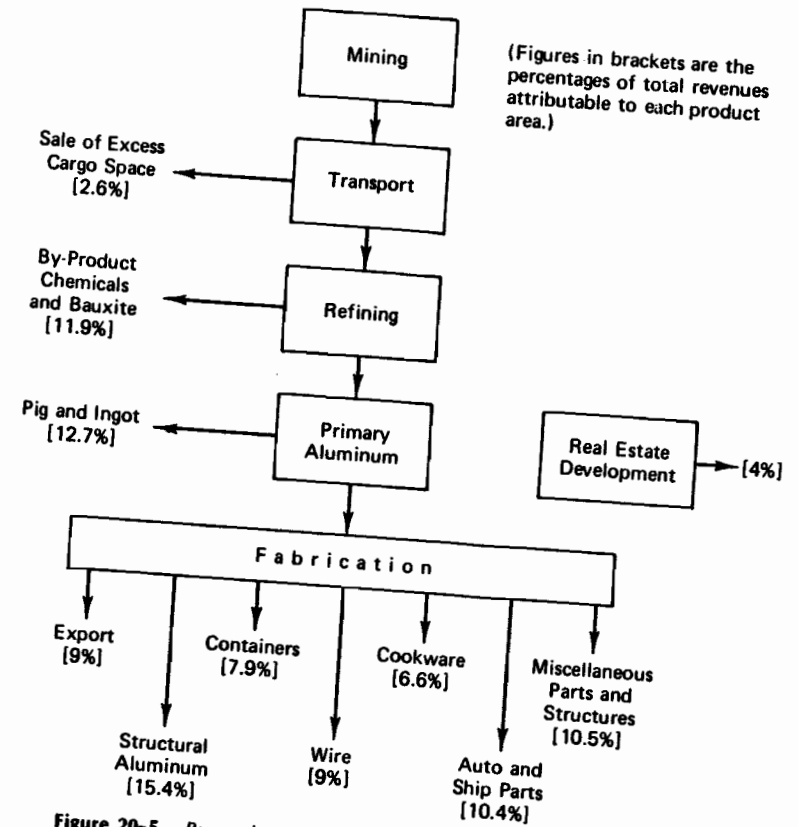 Mining
(Figures in brackets are the
percentages of total revenues
attributable to each product
area.)
Sale of Excess
Cargo Space
[2.6%]
Transport
By-Product
Chemicals
and Bauxite
[11.9%]
Refining
Pig and Ingot
[12.7%]
Primary
Aluminum
Real Estate
Development
[4%]
Fabrication
Export
[9%]
Structural
Aluminum
[15.4%]
Containers
[7.9%]
Wire
[9%]
Cookware
[6.6%]
Auto and
Ship Parts
[10.4%]
Miscellaneous
Parts and
Structures
[10.5%]
Figure 20-5